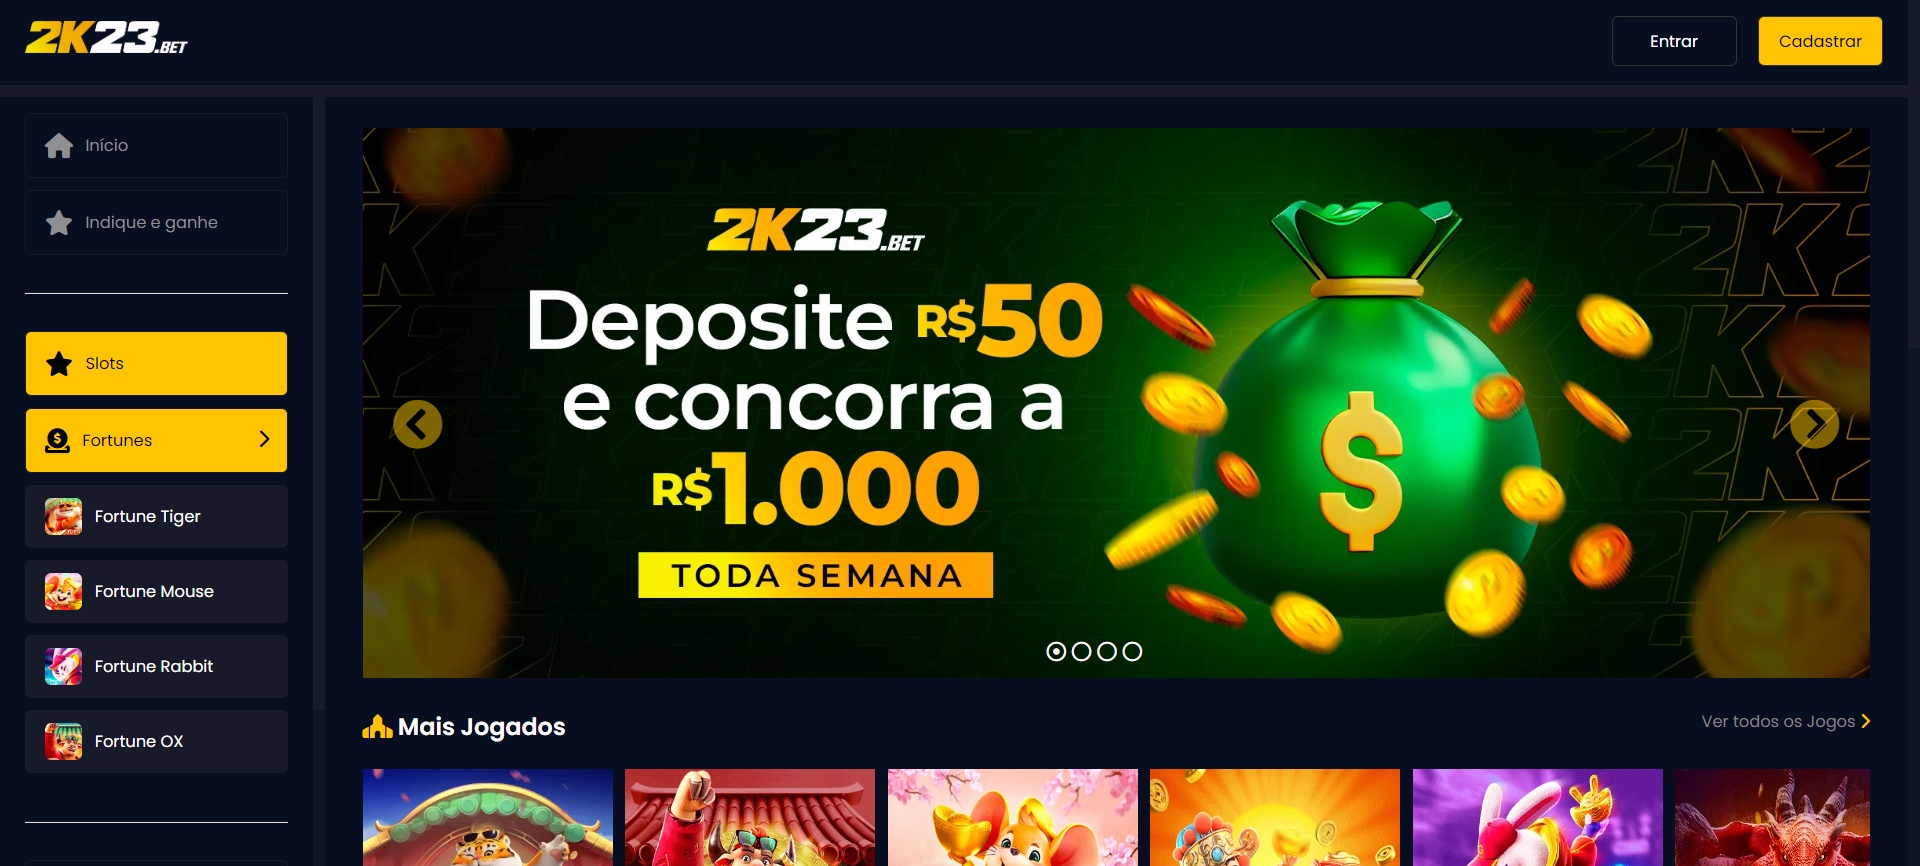 2K23.BET
Entrar
Cadastrar
Início
Indique e ganhe
Slots
Fortunes
Fortune Tiger
Fortune Mouse
Fortune Rabbit
Fortune OX
2K23.BET
Deposite R$50
e concorra a
R$1.000
TODA SEMANA
Mais Jogados
Ver todos os Jogos